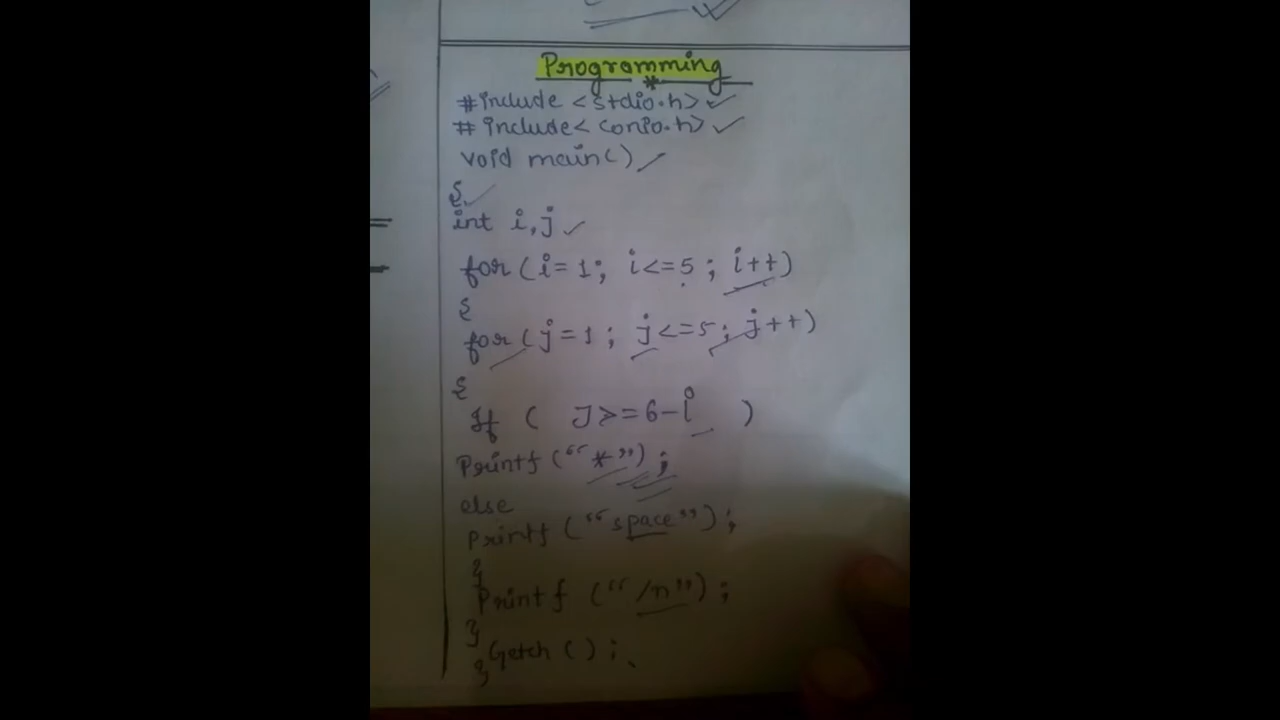 Programming
*
#include <stdio.h>
# include< conio.h>
void main()
{
int i,j
for (i=1; i<=5; i++)
{
for (j=1; j<=5; j++)
{
If ( J>=6-i )
Printf (“*”);
else
Printf (“space”);
}
Printf (“/n”);
}
Getch ();
}